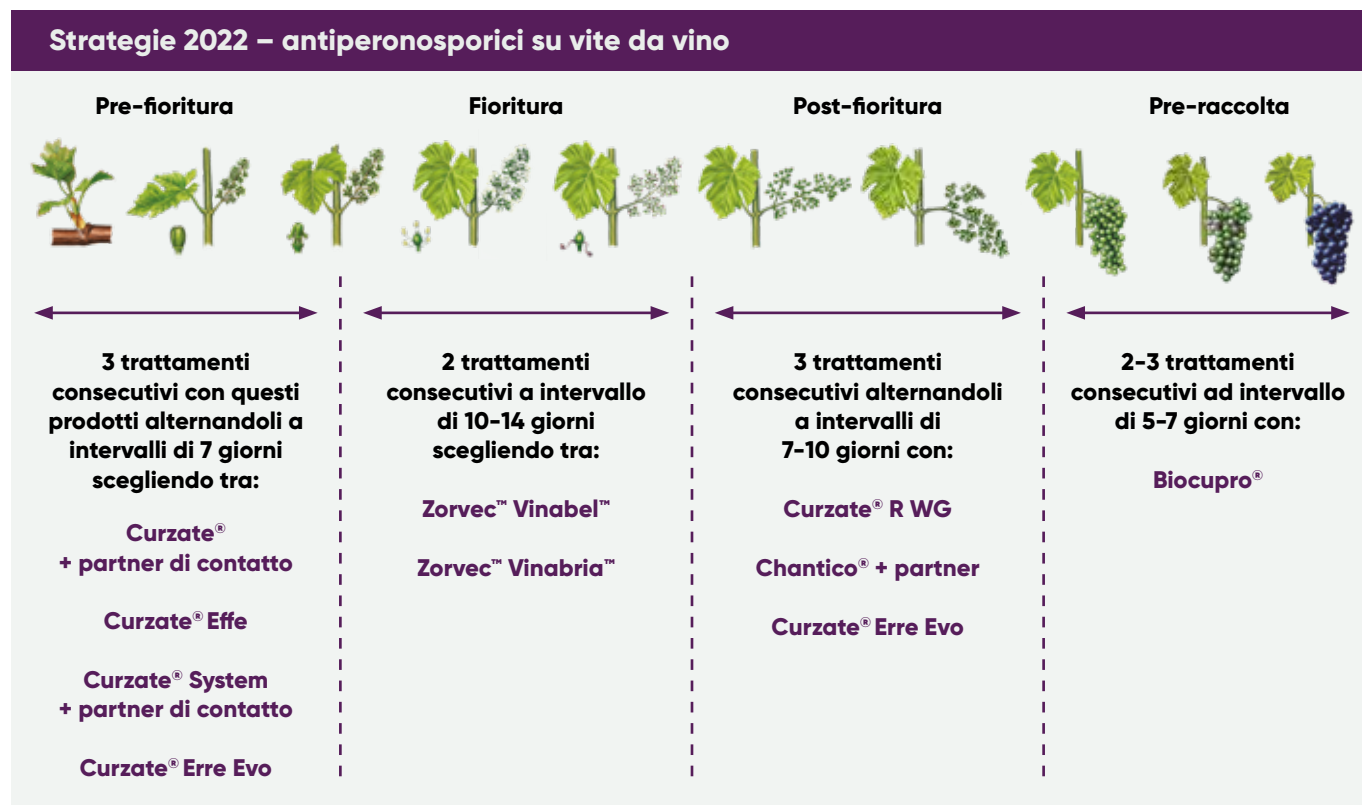 Strategie 2022 – antiperonosporici su vite da vino
Pre-fioritura
Fioritura
Post-fioritura
Pre-raccolta
3 trattamenti
consecutivi con questi
prodotti alternandoli a
intervalli di 7 giorni
scegliendo tra:
Curzate®
+ partner di contatto
Curzate® Effe
Curzate® System
+ partner di contatto
Curzate® Erre Evo
2 trattamenti
consecutivi a intervallo
di 10-14 giorni
scegliendo tra:
Zorvec™ Vinabel™
Zorvec™ Vinabria™
3 trattamenti
consecutivi alternandoli
a intervalli di
7-10 giorni con:
Curzate® R WG
Chantico® + partner
Curzate® Erre Evo
2-3 trattamenti
consecutivi ad intervallo
di 5-7 giorni con:
Biocupro®